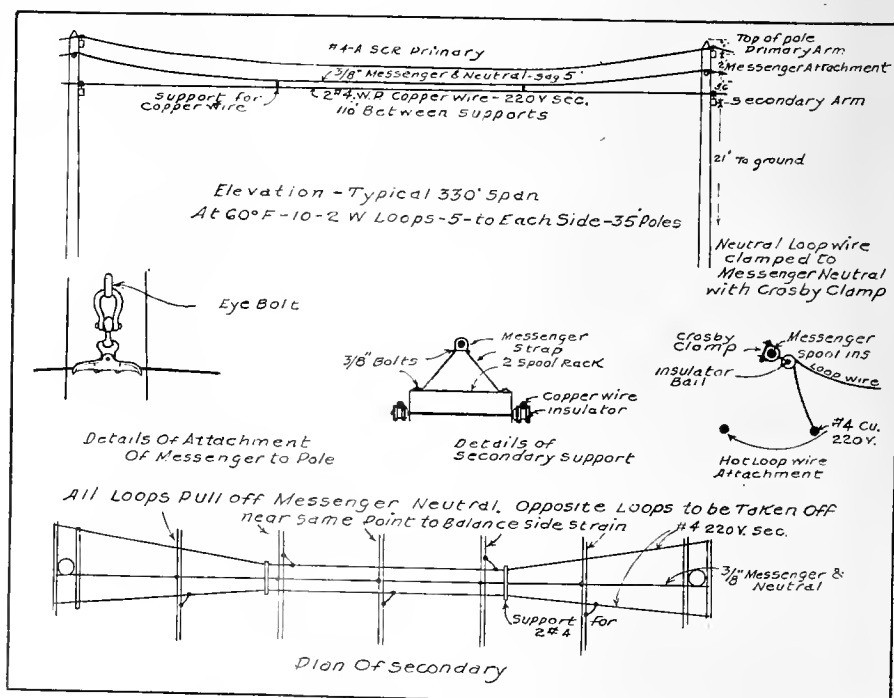 Top of pole
#4-A SCR Primary
Primary Arm
3/8" Messenger & Neutral-Sag 5'
Messenger Attachment
Support for
Copper Wire
2#4 W.P. Copper Wire-220V Sec.
110' Between Supports
Secondary Arm
21' To ground
Elevation - Typical 330' Span
At 60°F-10-2 W Loops-5-to Each Side-35' Poles
Neutral Loop wire
clamped to
Messenger Neutral
with Crosby Clamp
Eye Bolt
Messenger
Strap
3/8" Bolts
2 Spool Rack
Copper wire
insulator
Crosby
Clamp
Messenger
Spool ins
Loop wire
Insulator
Bail
#4 Cu.
220V.
Details Of Attachment
Of Messenger to Pole
Details of
Secondary Support
Hot Loop wire
Attachment
All Loops Pull off Messenger Neutral. Opposite Loops to be Taken Off
near Same Point to Balance Side Strain
#4 220V. Sec.
3/8" Messenger &
Neutral
Support for
2#4
Plan Of Secondary